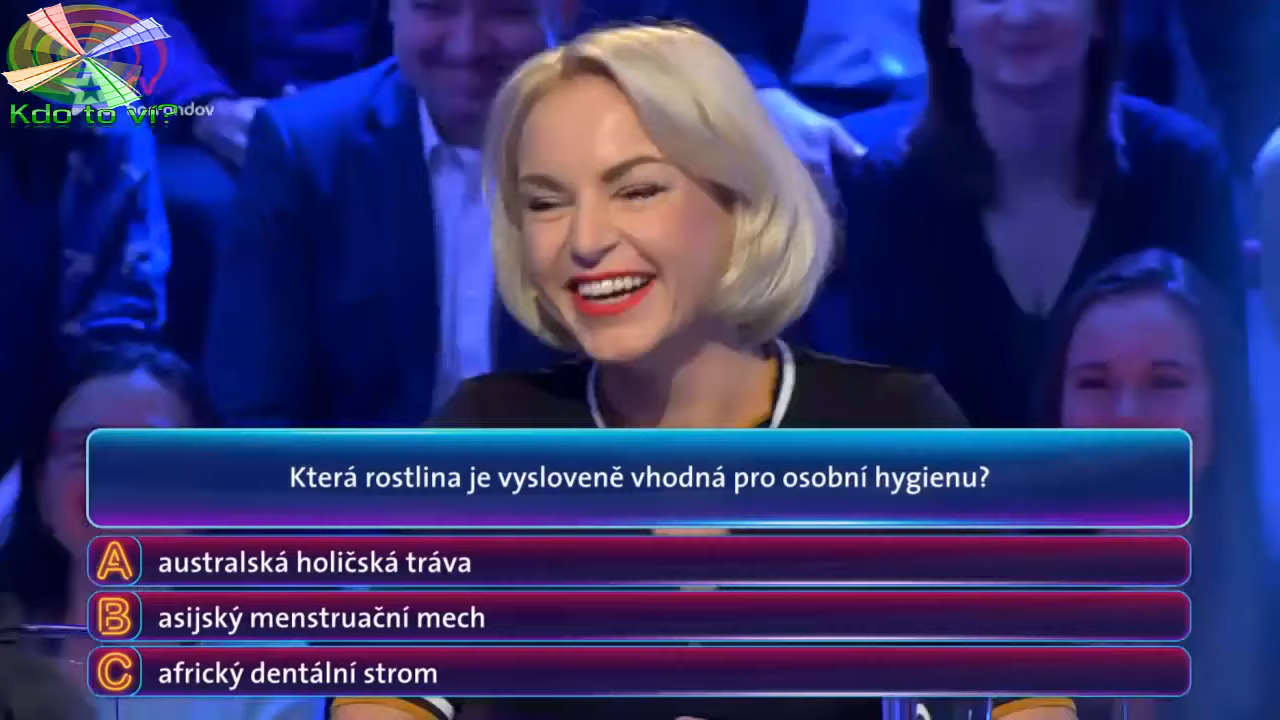 Kdo to ví?
Která rostlina je vysloveně vhodná pro osobní hygienu?
A australská holičská tráva
B asijský menstruační mech
C africký dentální strom